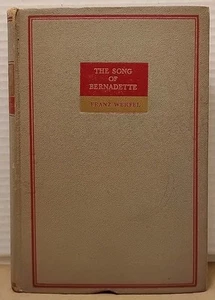 THE SONG
OF
BERNADETTE
FRANZ WERFEL